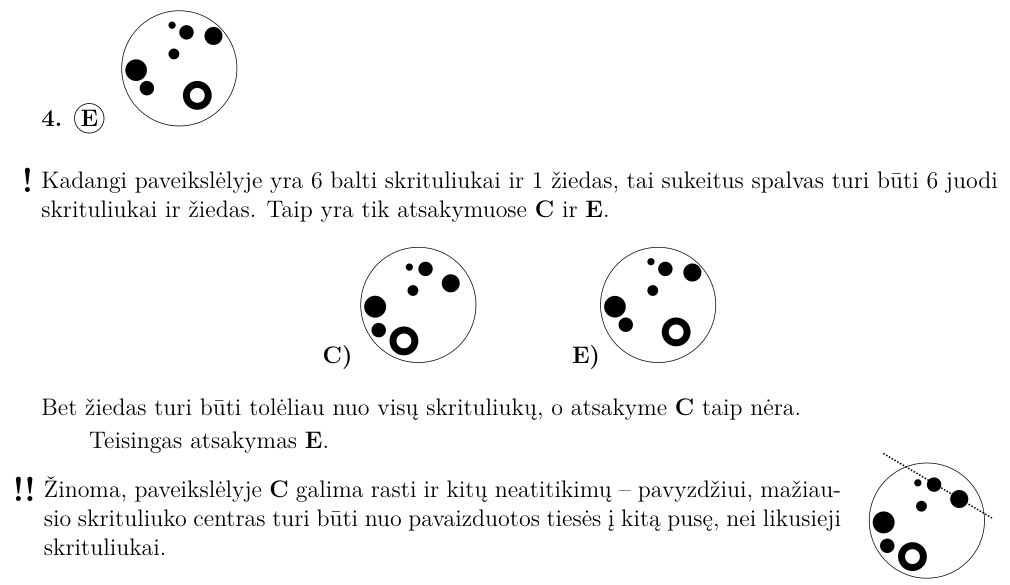 4. E
! Kadangi paveikslėlyje yra 6 balti skrituliukai ir 1 žiedas, tai sukeitus spalvas turi būti 6 juodi
skrituliukai ir žiedas. Taip yra tik atsakymuose C ir E.
C) E)
Bet žiedas turi būti tolėliau nuo visų skrituliukų, o atsakyme C taip nėra.
Teisingas atsakymas E.
!! Žinoma, paveikslėlyje C galima rasti ir kitų neatitikimų – pavyzdžiui, mažiau-
sio skrituliuko centras turi būti nuo pavaizduotos tiesės į kitą pusę, nei likusieji
skrituliukai.